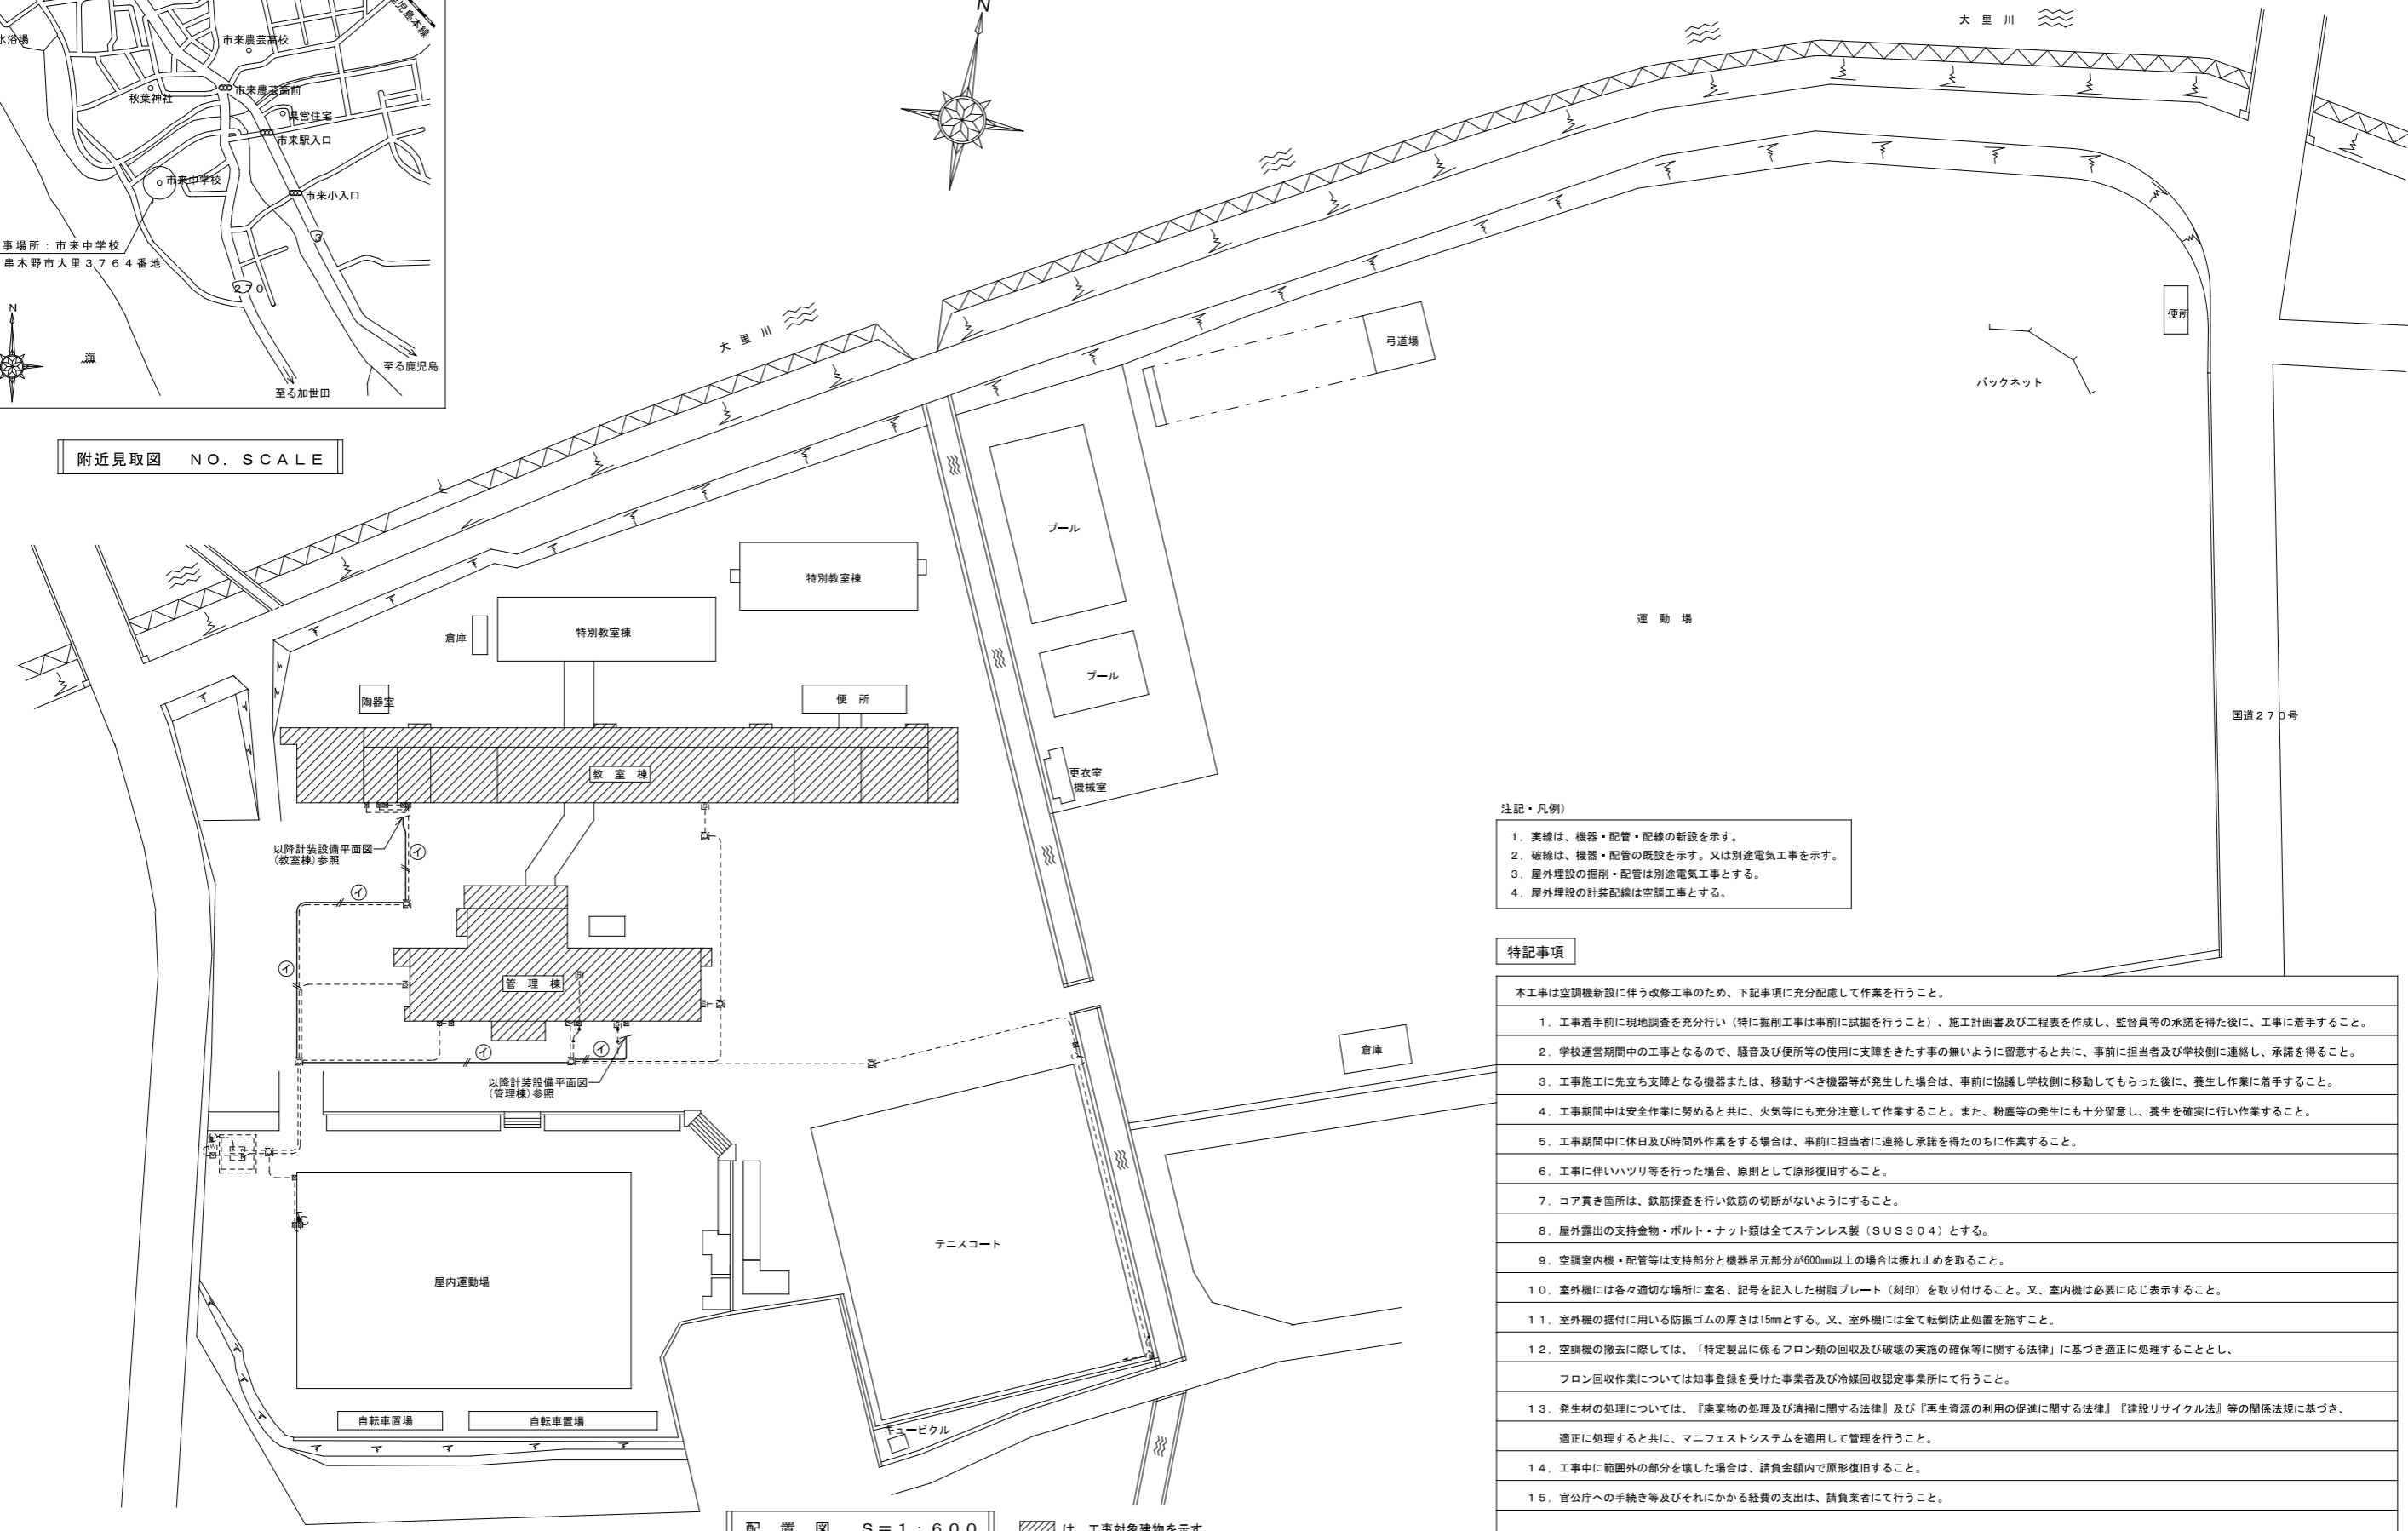 水浴場
市来農芸高校
秋葉神社
市来農芸高前
県営住宅
市来駅入口
市来中学校
市来小入口
3
事場所：市来中学校
串木野市大里３７６４番地
270
N
海
至る鹿児島
至る加世田
児島本線
附近見取図　ＮＯ．ＳＣＡＬＥ
N
大里川
大里川
弓道場
便所
バックネット
プール
特別教室棟
特別教室棟
倉庫
運動場
プール
陶器室
便所
国道２７０号
教室棟
更衣室
機械室
以降計装設備平面図
(教室棟)参照
イ
イ
イ
管理棟
イ
イ
以降計装設備平面図
(管理棟)参照
倉庫
テニスコート
屋内運動場
自転車置場
自転車置場
キュービクル
配置図　Ｓ＝１：６００
は、工事対象建物を示す
注記・凡例）
１．実線は、機器・配管・配線の新設を示す。
２．破線は、機器・配管の既設を示す。又は別途電気工事を示す。
３．屋外埋設の掘削・配管は別途電気工事とする。
４．屋外埋設の計装配線は空調工事とする。
特記事項
本工事は空調機新設に伴う改修工事のため、下記事項に充分配慮して作業を行うこと。
１．工事着手前に現地調査を充分行い（特に掘削工事は事前に試掘を行うこと）、施工計画書及び工程表を作成し、監督員等の承諾を得た後に、工事に着手すること。
２．学校運営期間中の工事となるので、騒音及び便所等の使用に支障をきたす事の無いように留意すると共に、事前に担当者及び学校側に連絡し、承諾を得ること。
３．工事施工に先立ち支障となる機器または、移動すべき機器等が発生した場合は、事前に協議し学校側に移動してもらった後に、養生し作業に着手すること。
４．工事期間中は安全作業に努めると共に、火気等にも充分注意して作業すること。また、粉塵等の発生にも十分留意し、養生を確実に行い作業すること。
５．工事期間中に休日及び時間外作業をする場合は、事前に担当者に連絡し承諾を得たのちに作業すること。
６．工事に伴いハツリ等を行った場合、原則として原形復旧すること。
７．コア貫き箇所は、鉄筋探査を行い鉄筋の切断がないようにすること。
８．屋外露出の支持金物・ボルト・ナット類は全てステンレス製（ＳＵＳ３０４）とする。
９．空調室内機・配管等は支持部分と機器吊元部分が600mm以上の場合は振れ止めを取ること。
１０．室外機には各々適切な場所に室名、記号を記入した樹脂プレート（刻印）を取り付けること。又、室内機は必要に応じ表示すること。
１１．室外機の据付に用いる防振ゴムの厚さは15mmとする。又、室外機には全て転倒防止処置を施すこと。
１２．空調機の撤去に際しては、「特定製品に係るフロン類の回収及び破壊の実施の確保等に関する法律」に基づき適正に処理することとし、
フロン回収作業については知事登録を受けた事業者及び冷媒回収認定事業所にて行うこと。
１３．発生材の処理については、『廃棄物の処理及び清掃に関する法律』及び『再生資源の利用の促進に関する法律』『建設リサイクル法』等の関係法規に基づき、
適正に処理すると共に、マニフェストシステムを適用して管理を行うこと。
１４．工事中に範囲外の部分を壊した場合は、請負金額内で原形復旧すること。
１５．官公庁への手続き等及びそれにかかる経費の支出は、請負業者にて行うこと。